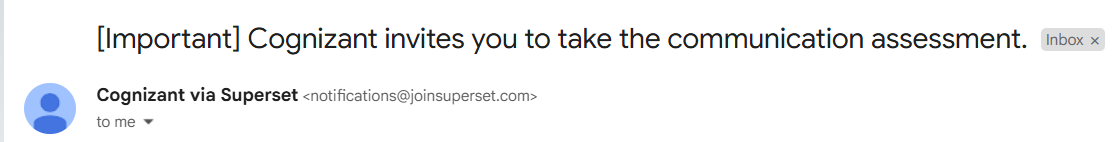 [Important] Cognizant invites you to take the communication assessment. Inbox ×
Cognizant via Superset <notifications@joinsuperset.com>
to me